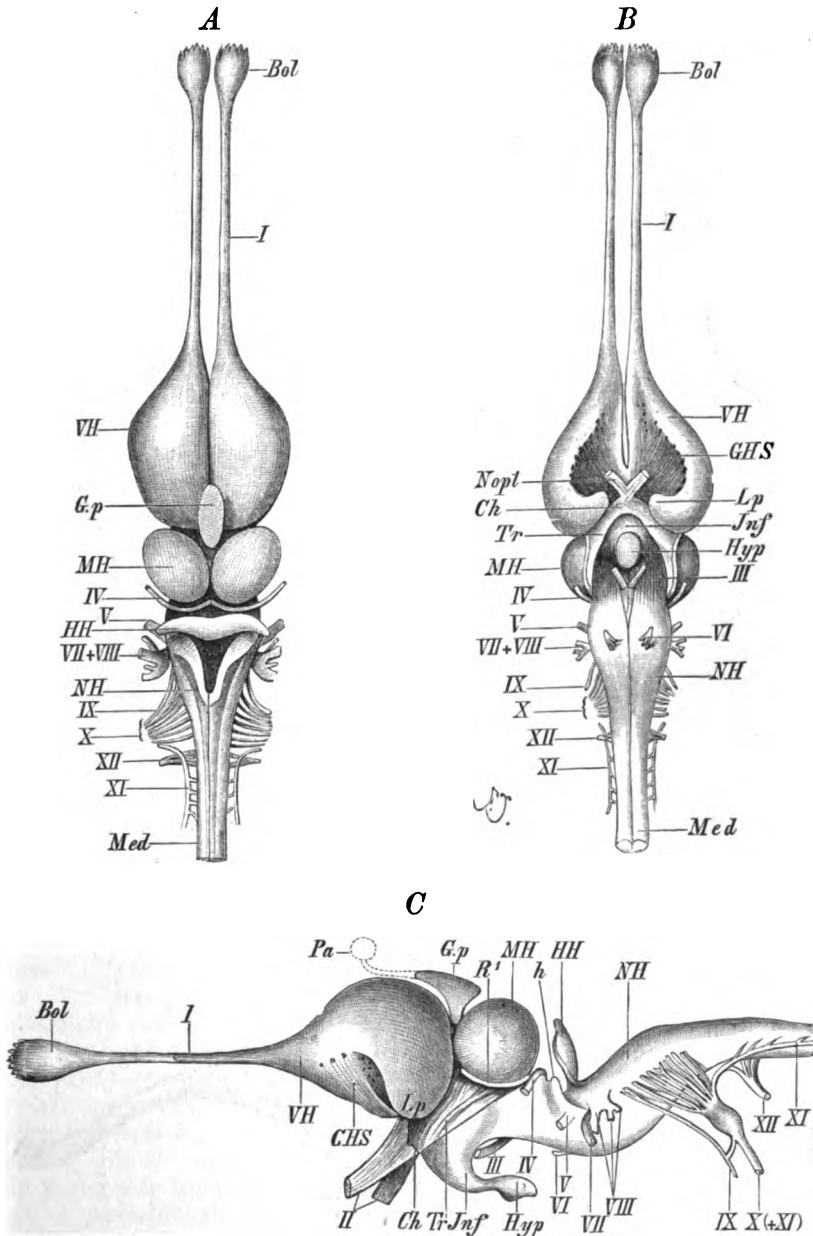 A
B
Bol
Bol
I
I
VH
VH
GHS
G.p
Nopt
Lp
Ch
Jnf
Tr
Hyp
MH
MH
III
IV
IV
V
V
VI
HH
VII+VIII
VII+VIII
NH
NH
IX
IX
X
X
XII
XII
XI
XI
Med
Med
C
Pa
G.p
MH
HH
R¹
h
NH
Bol
I
VH
Lp
CHS
XII
XI
III
IV
V
VI
VIII
VII
II
Ch
Tr
Jnf
Hyp
IX
X(+XI)